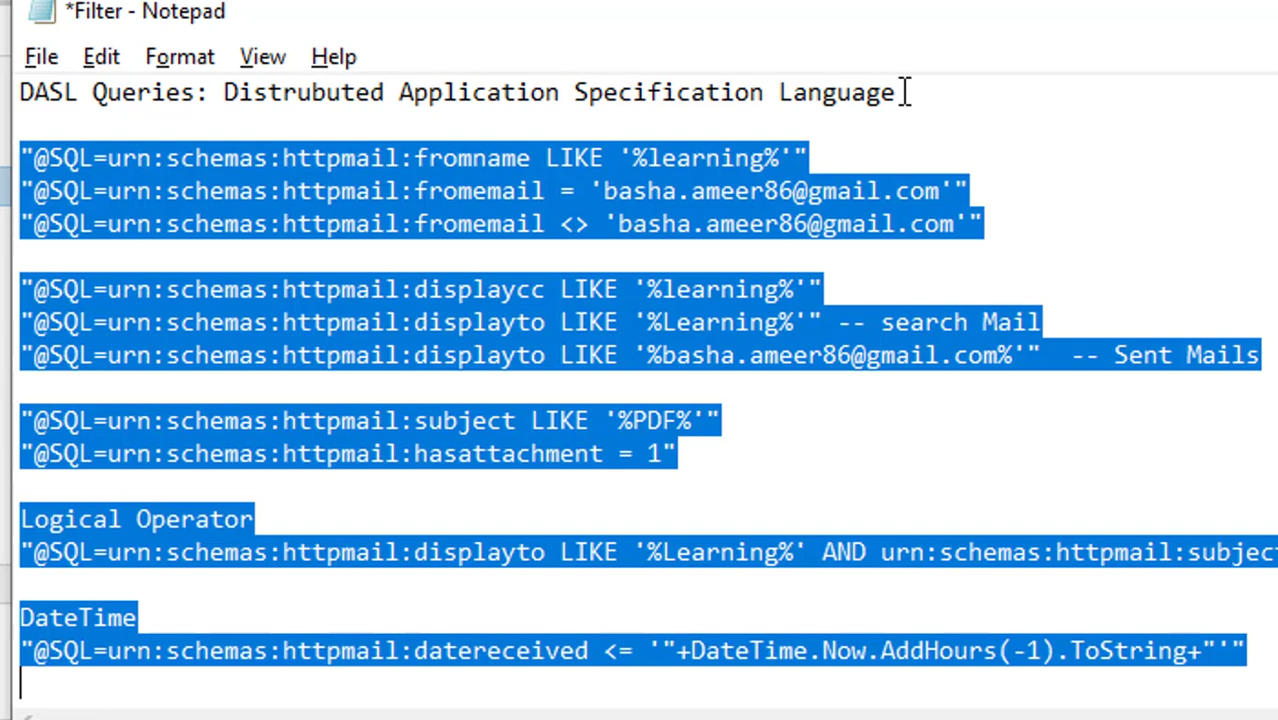 *Filter - Notepad
File Edit Format View Help
DASL Queries: Distrubuted Application Specification Language
"@SQL=urn:schemas:httpmail:fromname LIKE '%learning%'"
"@SQL=urn:schemas:httpmail:fromemail = 'basha.ameer86@gmail.com'"
"@SQL=urn:schemas:httpmail:fromemail <> 'basha.ameer86@gmail.com'"
"@SQL=urn:schemas:httpmail:displaycc LIKE '%learning%'"
"@SQL=urn:schemas:httpmail:displayto LIKE '%Learning%'" -- search Mail
"@SQL=urn:schemas:httpmail:displayto LIKE '%basha.ameer86@gmail.com%'" -- Sent Mails
"@SQL=urn:schemas:httpmail:subject LIKE '%PDF%'"
"@SQL=urn:schemas:httpmail:hasattachment = 1"
Logical Operator
"@SQL=urn:schemas:httpmail:displayto LIKE '%Learning%' AND urn:schemas:httpmail:subject
DateTime
"@SQL=urn:schemas:httpmail:datereceived <= '"+DateTime.Now.AddHours(-1).ToString+"'"